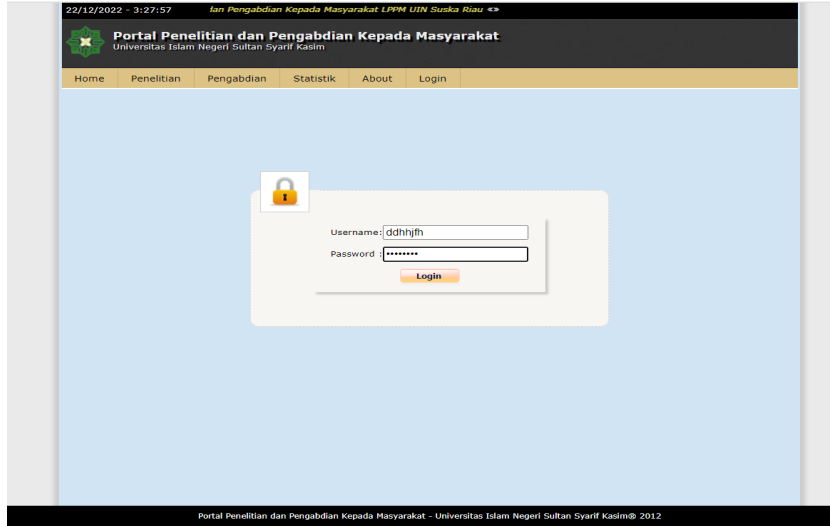 22/12/2022 - 3:27:57 dan Pengabdian Kepada Masyarakat LPPM UIN Suska Riau <>
Portal Penelitian dan Pengabdian Kepada Masyarakat
Universitas Islam Negeri Sultan Syarif Kasim
Home Penelitian Pengabdian Statistik About Login
Username: ddhhjfh
Password : ••••••••
Login
Portal Penelitian dan Pengabdian Kepada Masyarakat - Universitas Islam Negeri Sultan Syarif Kasim® 2012